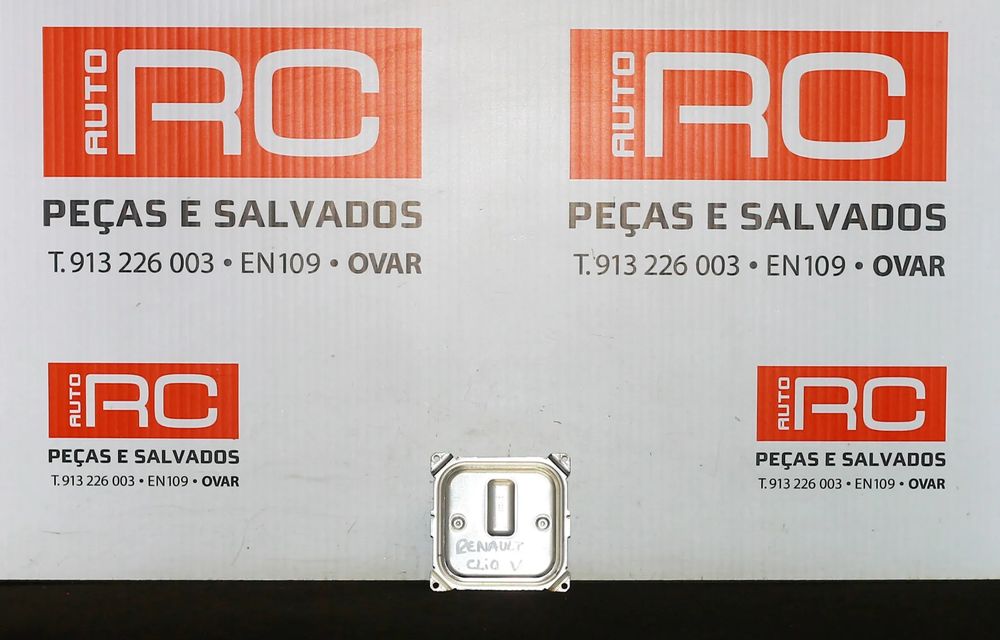 AUTO RC
PEÇAS E SALVADOS
T. 913 226 003 • EN109 • OVAR
AUTO RC
PEÇAS E SALVADOS
T. 913 226 003 • EN109 • OVAR
AUTO RC
PEÇAS E SALVADOS
T. 913 226 003 • EN109 • OVAR
AUTO RC
PEÇAS E SALVADOS
T. 913 226 003 • EN109 • OVAR
RENAULT
CLIO V